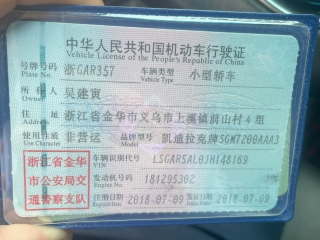 中华人民共和国机动车行驶证
Vehicle License of the People's Republic of China
号牌号码 浙GAR357 车辆类型 小型轿车
Plate No. Vehicle Type
所有人 吴建寅
Owner
住址 浙江省金华市义乌市上溪镇前山村4组
Address
使用性质 非营运 品牌型号 凯迪拉克牌SGM7200AAA3
Use Character Model
浙江省金华
市公安局交
通警察支队
车辆识别代号 LSGAR5AL0JH148169
VIN
发动机号码 181295302
Engine No.
注册日期 2018-07-09 发证日期 2018-07-09
Register Date Issue Date